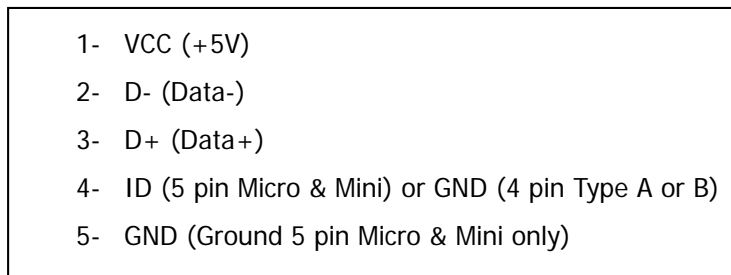 1- VCC (+5V)
2- D- (Data-)
3- D+ (Data+)
4- ID (5 pin Micro & Mini) or GND (4 pin Type A or B)
5- GND (Ground 5 pin Micro & Mini only)